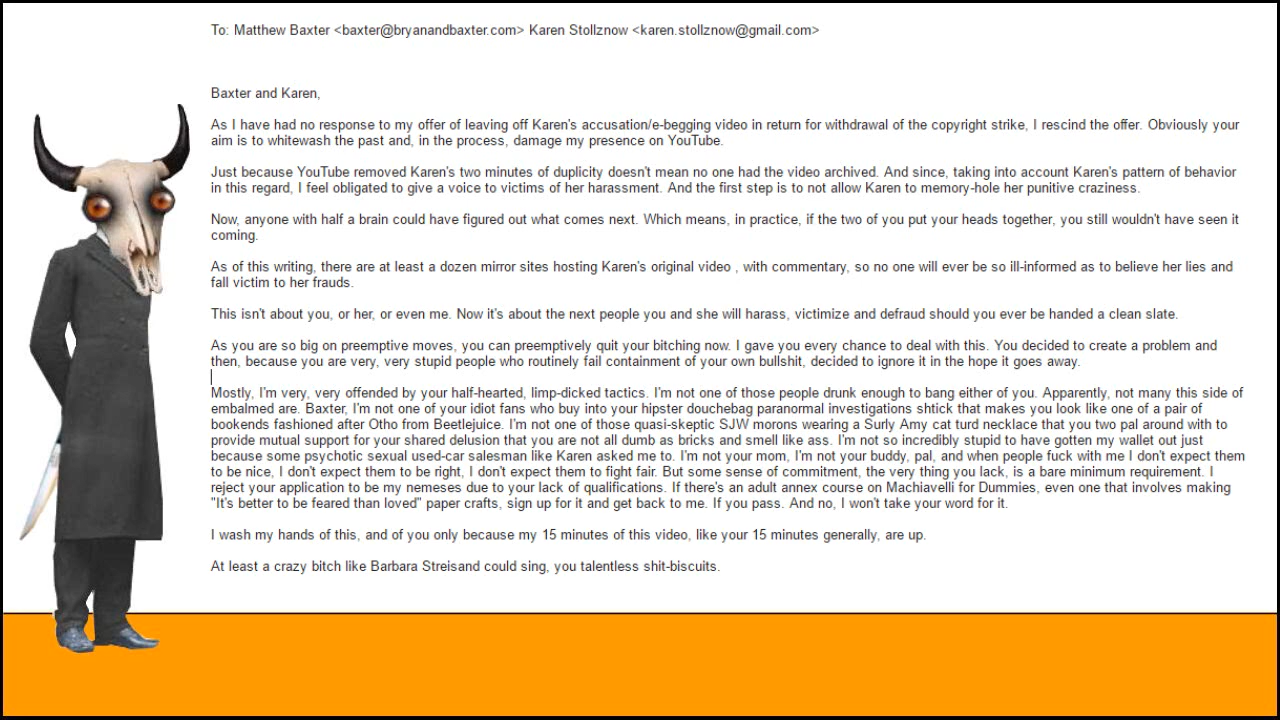 To: Matthew Baxter <baxter@bryanandbaxter.com> Karen Stollznow <karen.stollznow@gmail.com>
Baxter and Karen,
As I have had no response to my offer of leaving off Karen's accusation/e-begging video in return for withdrawal of the copyright strike, I rescind the offer. Obviously your
aim is to whitewash the past and, in the process, damage my presence on YouTube.
Just because YouTube removed Karen's two minutes of duplicity doesn't mean no one had the video archived. And since, taking into account Karen's pattern of behavior
in this regard, I feel obligated to give a voice to victims of her harassment. And the first step is to not allow Karen to memory-hole her punitive craziness.
Now, anyone with half a brain could have figured out what comes next. Which means, in practice, if the two of you put your heads together, you still wouldn't have seen it
coming.
As of this writing, there are at least a dozen mirror sites hosting Karen's original video , with commentary, so no one will ever be so ill-informed as to believe her lies and
fall victim to her frauds.
This isn't about you, or her, or even me. Now it's about the next people you and she will harass, victimize and defraud should you ever be handed a clean slate.
As you are so big on preemptive moves, you can preemptively quit your bitching now. I gave you every chance to deal with this. You decided to create a problem and
then, because you are very, very stupid people who routinely fail containment of your own bullshit, decided to ignore it in the hope it goes away.
Mostly, I'm very, very offended by your half-hearted, limp-dicked tactics. I'm not one of those people drunk enough to bang either of you. Apparently, not many this side of
embalmed are. Baxter, I'm not one of your idiot fans who buy into your hipster douchebag paranormal investigations shtick that makes you look like one of a pair of
bookends fashioned after Otho from Beetlejuice. I'm not one of those quasi-skeptic SJW morons wearing a Surly Amy cat turd necklace that you two pal around with to
provide mutual support for your shared delusion that you are not all dumb as bricks and smell like ass. I'm not so incredibly stupid to have gotten my wallet out just
because some psychotic sexual used-car salesman like Karen asked me to. I'm not your mom, I'm not your buddy, pal, and when people fuck with me I don't expect them
to be nice, I don't expect them to be right, I don't expect them to fight fair. But some sense of commitment, the very thing you lack, is a bare minimum requirement. I
reject your application to be my nemeses due to your lack of qualifications. If there's an adult annex course on Machiavelli for Dummies, even one that involves making
"It's better to be feared than loved" paper crafts, sign up for it and get back to me. If you pass. And no, I won't take your word for it.
I wash my hands of this, and of you only because my 15 minutes of this video, like your 15 minutes generally, are up.
At least a crazy bitch like Barbara Streisand could sing, you talentless shit-biscuits.